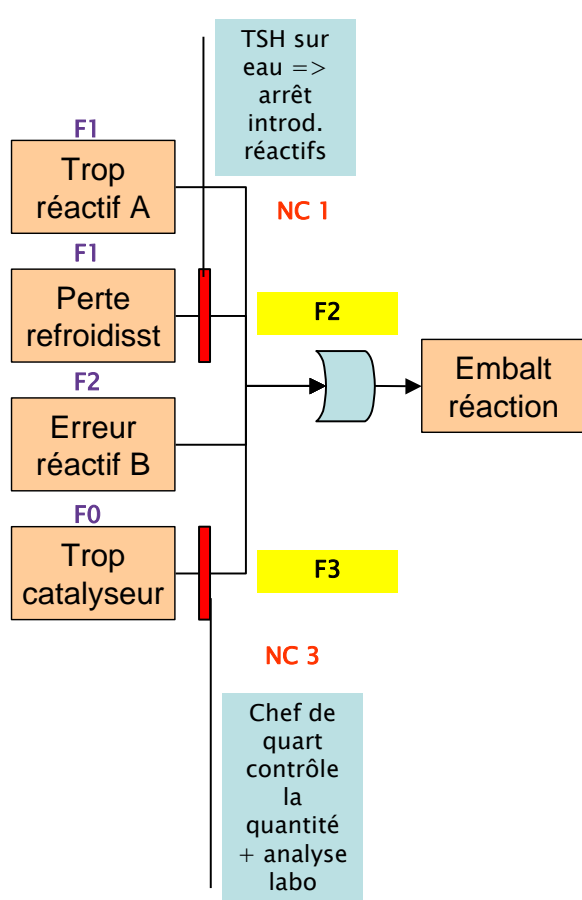 TSH sur
eau =>
arrêt
introd.
réactifs
F1
Trop
réactif A
NC 1
F1
Perte
refroidisst
F2
F2
Erreur
réactif B
Embalt
réaction
F0
Trop
catalyseur
F3
NC 3
Chef de
quart
contrôle
la
quantité
+ analyse
labo